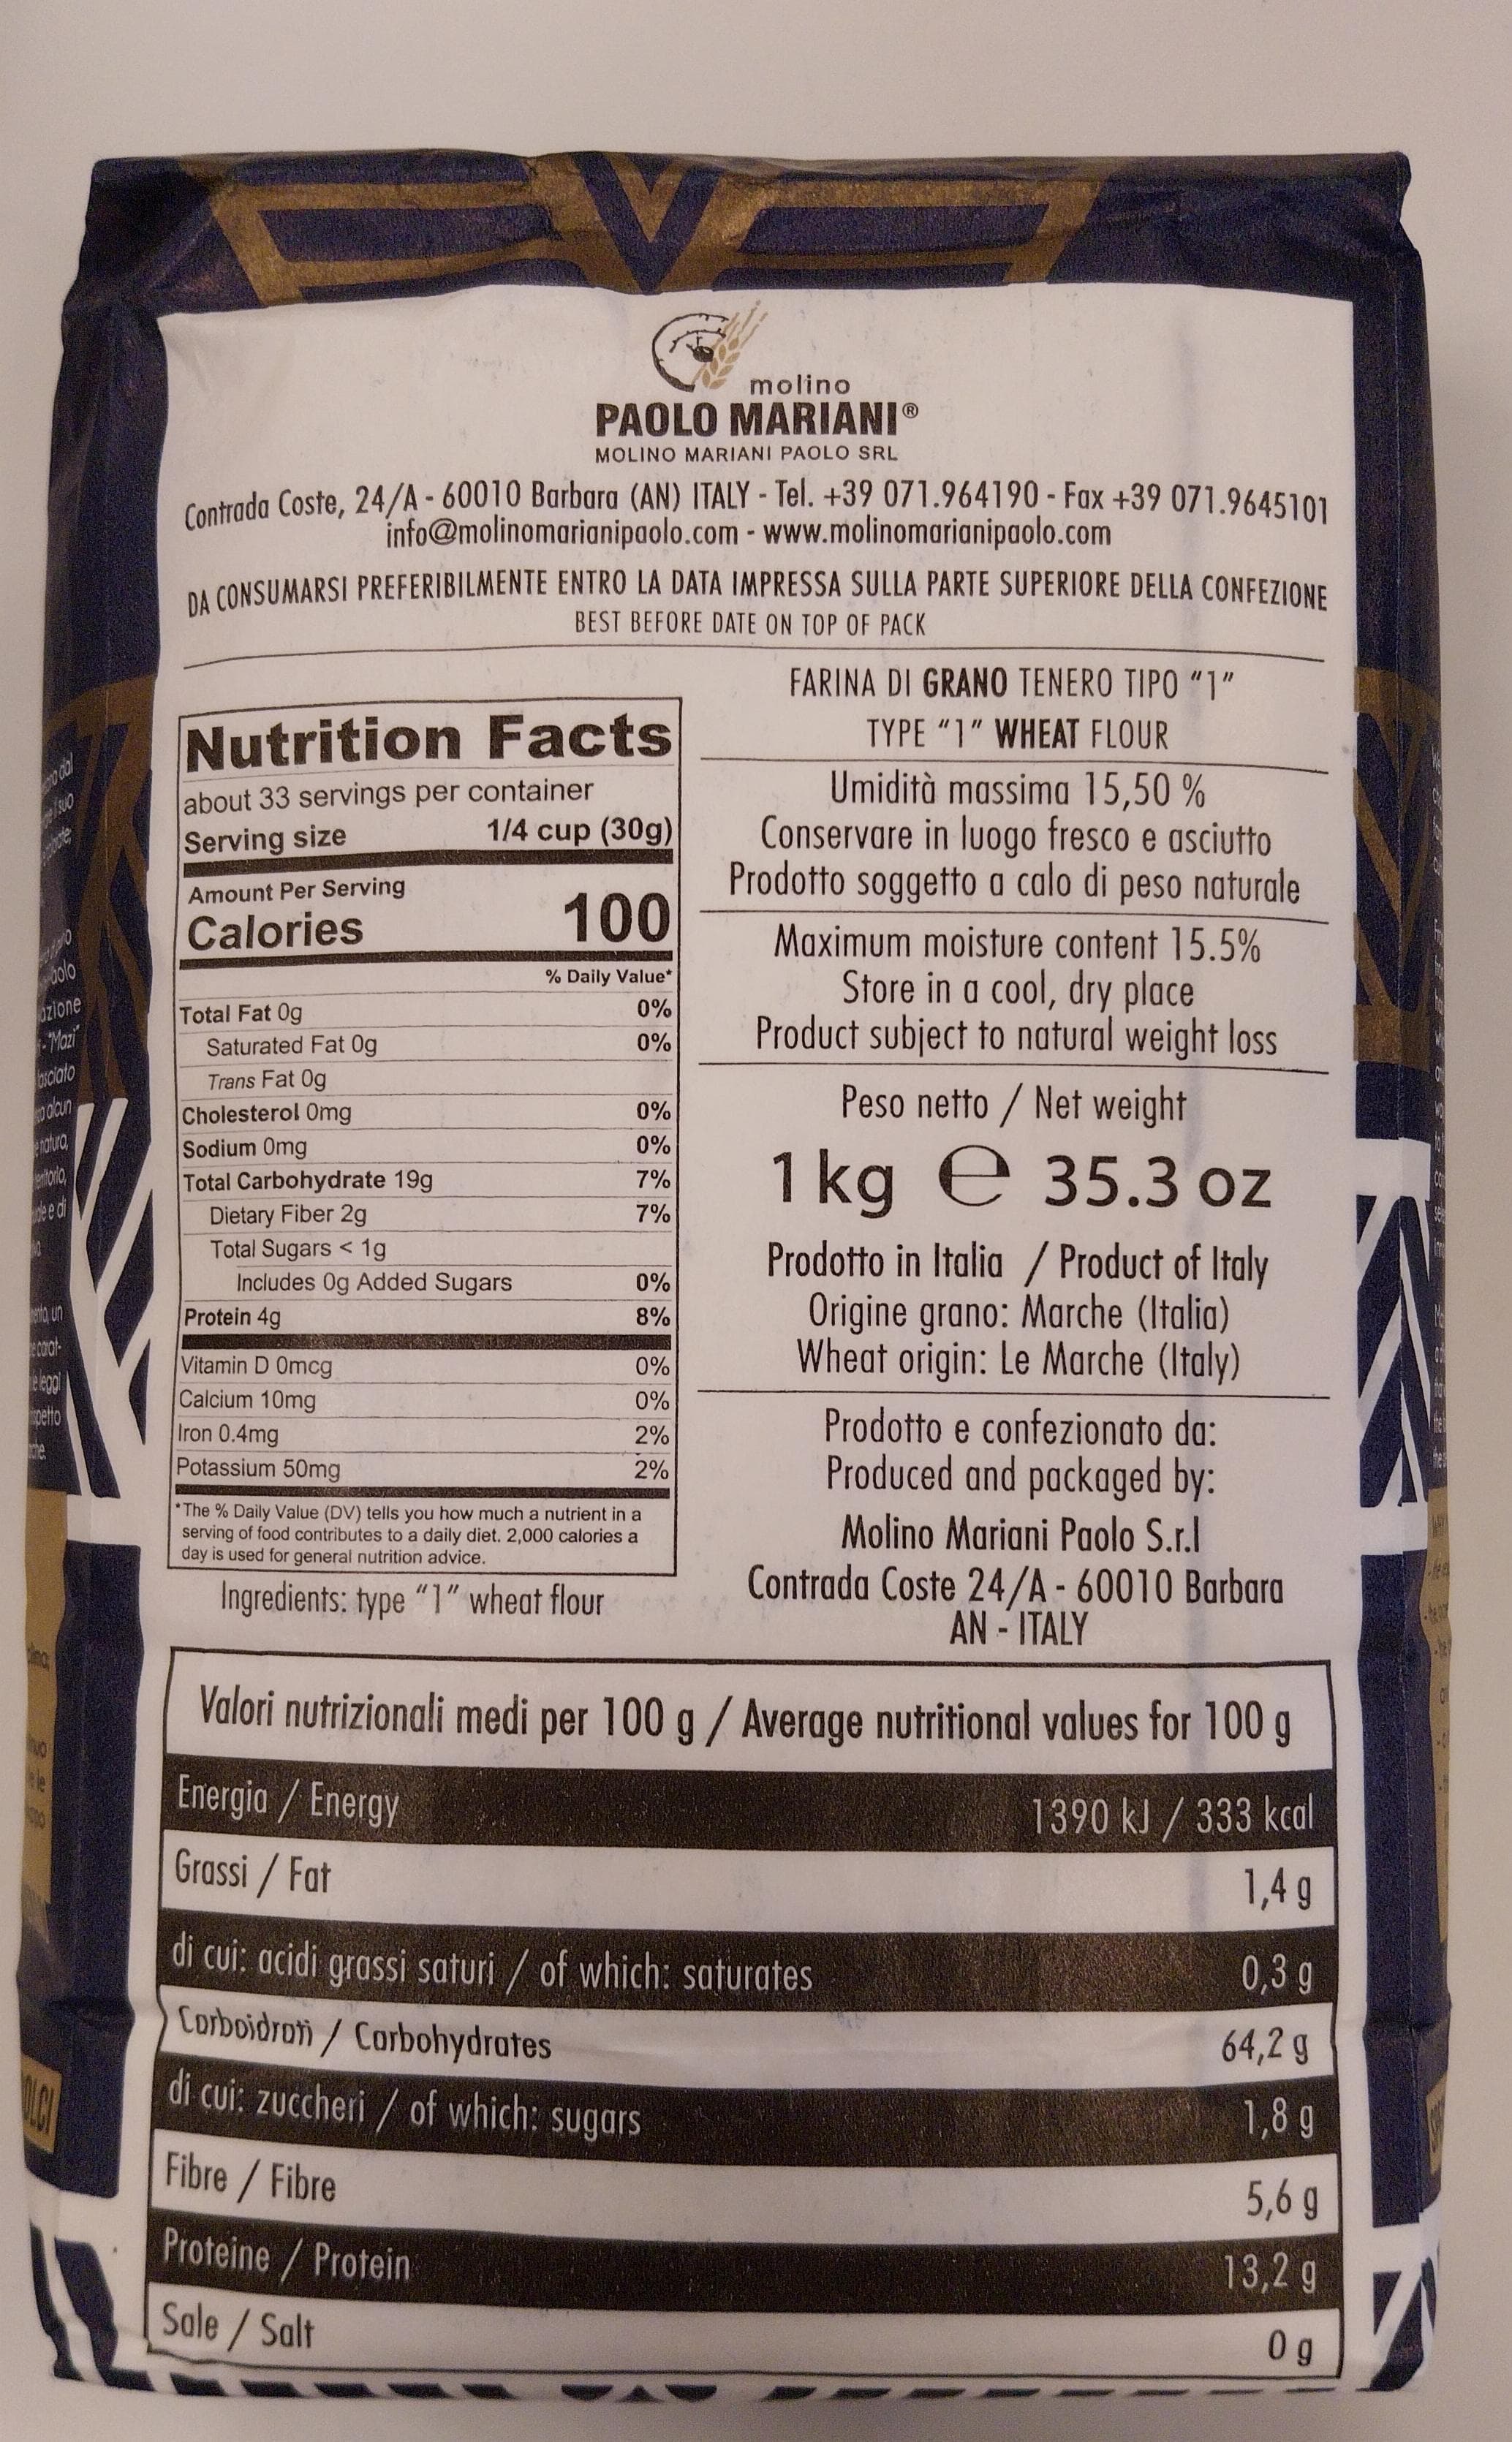 molino
PAOLO MARIANI®
MOLINO MARIANI PAOLO SRL
Contrada Coste, 24/A - 60010 Barbara (AN) ITALY - Tel. +39 071.964190 - Fax +39 071.9645101
info@molinomarianipaolo.com - www.molinomarianipaolo.com
DA CONSUMARSI PREFERIBILMENTE ENTRO LA DATA IMPRESSA SULLA PARTE SUPERIORE DELLA CONFEZIONE
BEST BEFORE DATE ON TOP OF PACK
Nutrition Facts
about 33 servings per container
Serving size 1/4 cup (30g)
Amount Per Serving
Calories 100
% Daily Value*
Total Fat 0g 0%
Saturated Fat 0g 0%
Trans Fat 0g
Cholesterol 0mg 0%
Sodium 0mg 0%
Total Carbohydrate 19g 7%
Dietary Fiber 2g 7%
Total Sugars < 1g
Includes 0g Added Sugars 0%
Protein 4g 8%
Vitamin D 0mcg 0%
Calcium 10mg 0%
Iron 0.4mg 2%
Potassium 50mg 2%
*The % Daily Value (DV) tells you how much a nutrient in a
serving of food contributes to a daily diet. 2,000 calories a
day is used for general nutrition advice.
Ingredients: type "1" wheat flour
FARINA DI GRANO TENERO TIPO "1"
TYPE "1" WHEAT FLOUR
Umidità massima 15,50 %
Conservare in luogo fresco e asciutto
Prodotto soggetto a calo di peso naturale
Maximum moisture content 15.5%
Store in a cool, dry place
Product subject to natural weight loss
Peso netto / Net weight
1 kg e 35.3 oz
Prodotto in Italia / Product of Italy
Origine grano: Marche (Italia)
Wheat origin: Le Marche (Italy)
Prodotto e confezionato da:
Produced and packaged by:
Molino Mariani Paolo S.r.l
Contrada Coste 24/A - 60010 Barbara
AN - ITALY
Valori nutrizionali medi per 100 g / Average nutritional values for 100 g
Energia / Energy 1390 kJ / 333 kcal
Grassi / Fat 1,4 g
di cui: acidi grassi saturi / of which: saturates 0,3 g
Carboidrati / Carbohydrates 64,2 g
di cui: zuccheri / of which: sugars 1,8 g
Fibre / Fibre 5,6 g
Proteine / Protein 13,2 g
Sale / Salt 0 g